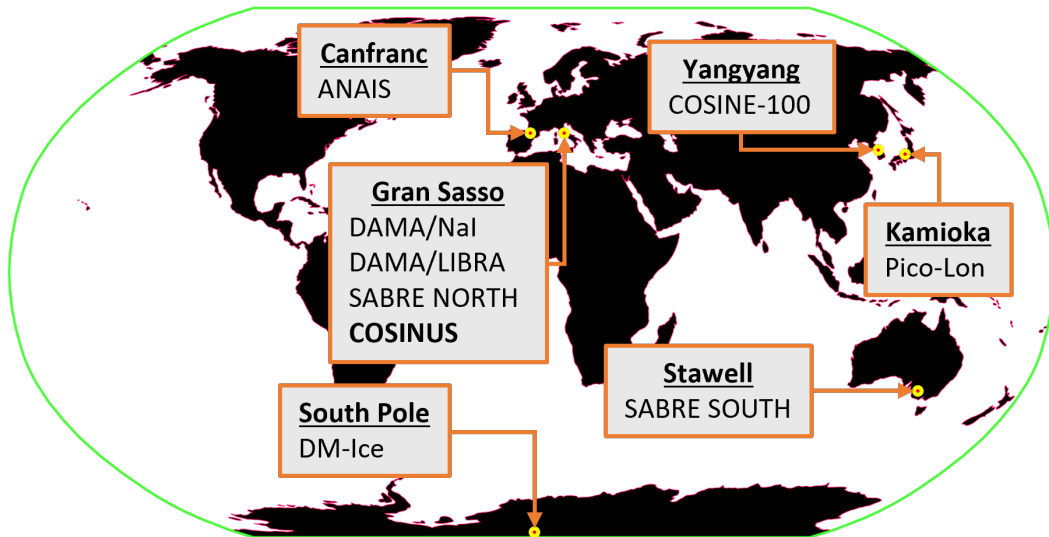 Canfranc
ANAIS
Yangyang
COSINE-100
Gran Sasso
DAMA/NaI
DAMA/LIBRA
SABRE NORTH
COSINUS
Kamioka
Pico-Lon
Stawell
SABRE SOUTH
South Pole
DM-Ice